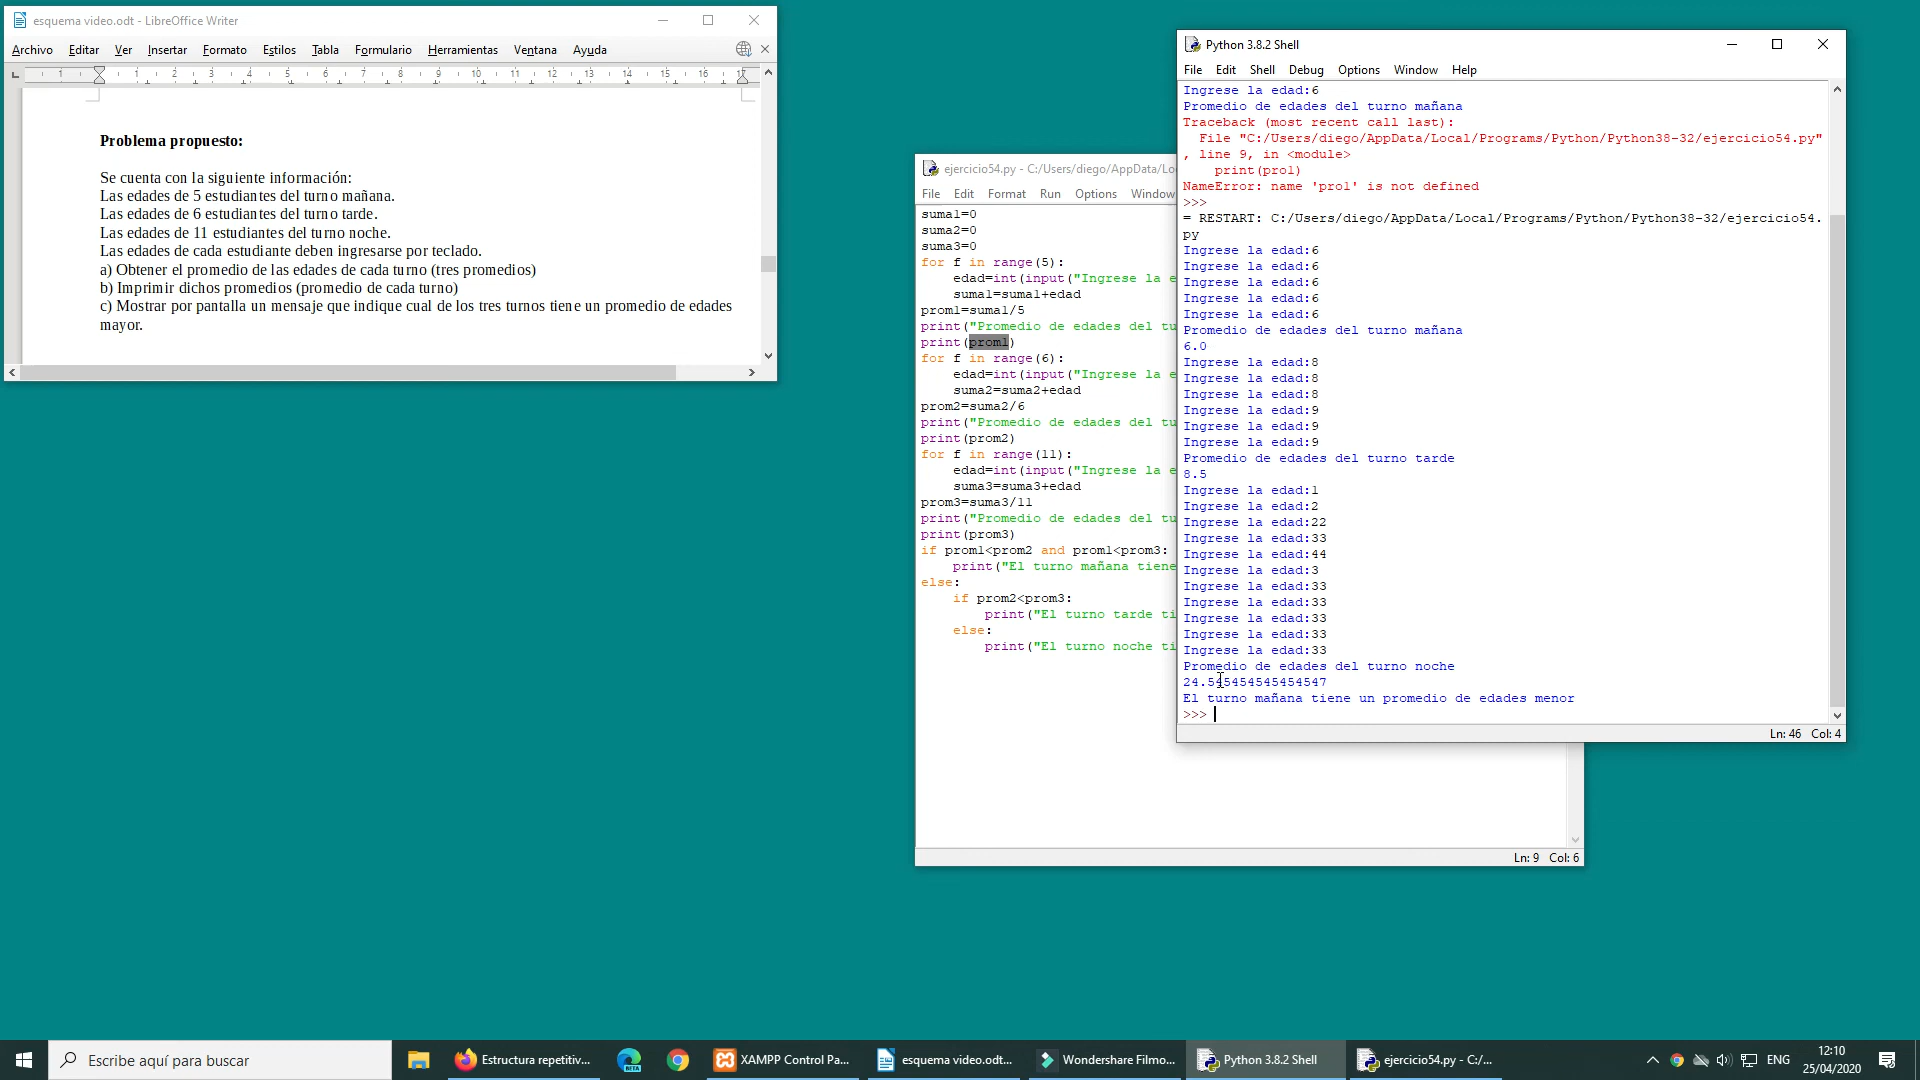 esquema video.odt - LibreOffice Writer
Archivo Editar Ver Insertar Formato Estilos Tabla Formulario Herramientas Ventana Ayuda
1 1 2 3 4 5 6 7 8 9 10 11 12 13 14 15 16 17
Problema propuesto:
Se cuenta con la siguiente información:
Las edades de 5 estudiantes del turno mañana.
Las edades de 6 estudiantes del turno tarde.
Las edades de 11 estudiantes del turno noche.
Las edades de cada estudiante deben ingresarse por teclado.
a) Obtener el promedio de las edades de cada turno (tres promedios)
b) Imprimir dichos promedios (promedio de cada turno)
c) Mostrar por pantalla un mensaje que indique cual de los tres turnos tiene un promedio de edades
mayor.
ejercicio54.py - C:/Users/diego/AppData/Lo
File Edit Format Run Options Window
suma1=0
suma2=0
suma3=0
for f in range(5):
    edad=int(input("Ingrese la e
    suma1=suma1+edad
prom1=suma1/5
print("Promedio de edades del tu
print(prom1)
for f in range(6):
    edad=int(input("Ingrese la e
    suma2=suma2+edad
prom2=suma2/6
print("Promedio de edades del tu
print(prom2)
for f in range(11):
    edad=int(input("Ingrese la e
    suma3=suma3+edad
prom3=suma3/11
print("Promedio de edades del tu
print(prom3)
if prom1<prom2 and prom1<prom3:
    print("El turno mañana tiene
else:
    if prom2<prom3:
        print("El turno tarde ti
    else:
        print("El turno noche ti
Ln: 9 Col: 6
Python 3.8.2 Shell
File Edit Shell Debug Options Window Help
Ingrese la edad:6
Promedio de edades del turno mañana
Traceback (most recent call last):
  File "C:/Users/diego/AppData/Local/Programs/Python/Python38-32/ejercicio54.py"
, line 9, in <module>
    print(pro1)
NameError: name 'pro1' is not defined
>>>
= RESTART: C:/Users/diego/AppData/Local/Programs/Python/Python38-32/ejercicio54.
py
Ingrese la edad:6
Ingrese la edad:6
Ingrese la edad:6
Ingrese la edad:6
Ingrese la edad:6
Promedio de edades del turno mañana
6.0
Ingrese la edad:8
Ingrese la edad:8
Ingrese la edad:8
Ingrese la edad:9
Ingrese la edad:9
Ingrese la edad:9
Promedio de edades del turno tarde
8.5
Ingrese la edad:1
Ingrese la edad:2
Ingrese la edad:22
Ingrese la edad:33
Ingrese la edad:44
Ingrese la edad:3
Ingrese la edad:33
Ingrese la edad:33
Ingrese la edad:33
Ingrese la edad:33
Ingrese la edad:33
Promedio de edades del turno noche
24.545454545454547
El turno mañana tiene un promedio de edades menor
>>>
Ln: 46 Col: 4
Escribe aquí para buscar
Estructura repetitiv...
XAMPP Control Pa...
esquema video.odt...
Wondershare Filmo...
Python 3.8.2 Shell
ejercicio54.py - C:/...
ENG
12:10
25/04/2020